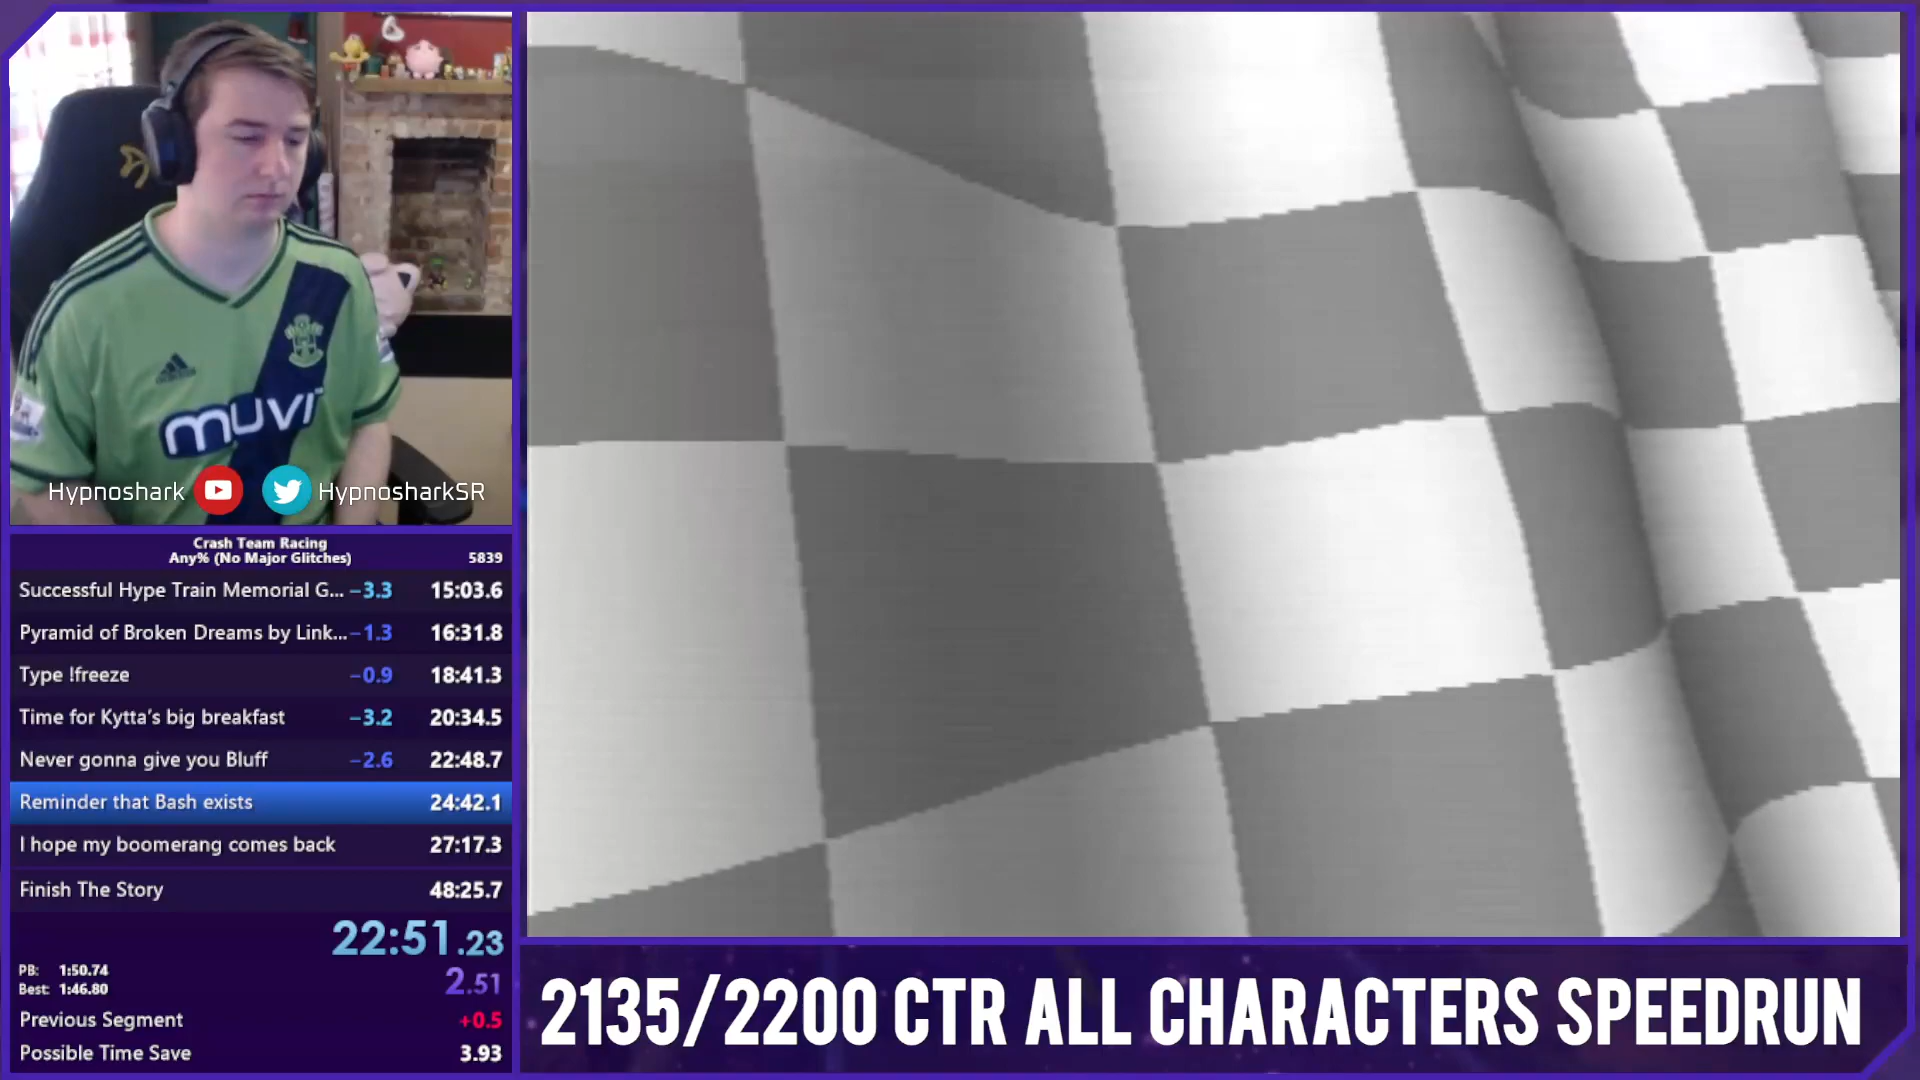 muvi
Hypnoshark
HypnosharkSR
Crash Team Racing
Any% (No Major Glitches) 5839
Successful Hype Train Memorial G... −3.3 15:03.6
Pyramid of Broken Dreams by Link... −1.3 16:31.8
Type !freeze −0.9 18:41.3
Time for Kytta's big breakfast −3.2 20:34.5
Never gonna give you Bluff −2.6 22:48.7
Reminder that Bash exists 24:42.1
I hope my boomerang comes back 27:17.3
Finish The Story 48:25.7
22:51.23
PB: 1:50.74
Best: 1:46.80
2.51
Previous Segment +0.5
Possible Time Save 3.93
2135/2200 CTR ALL CHARACTERS SPEEDRUN